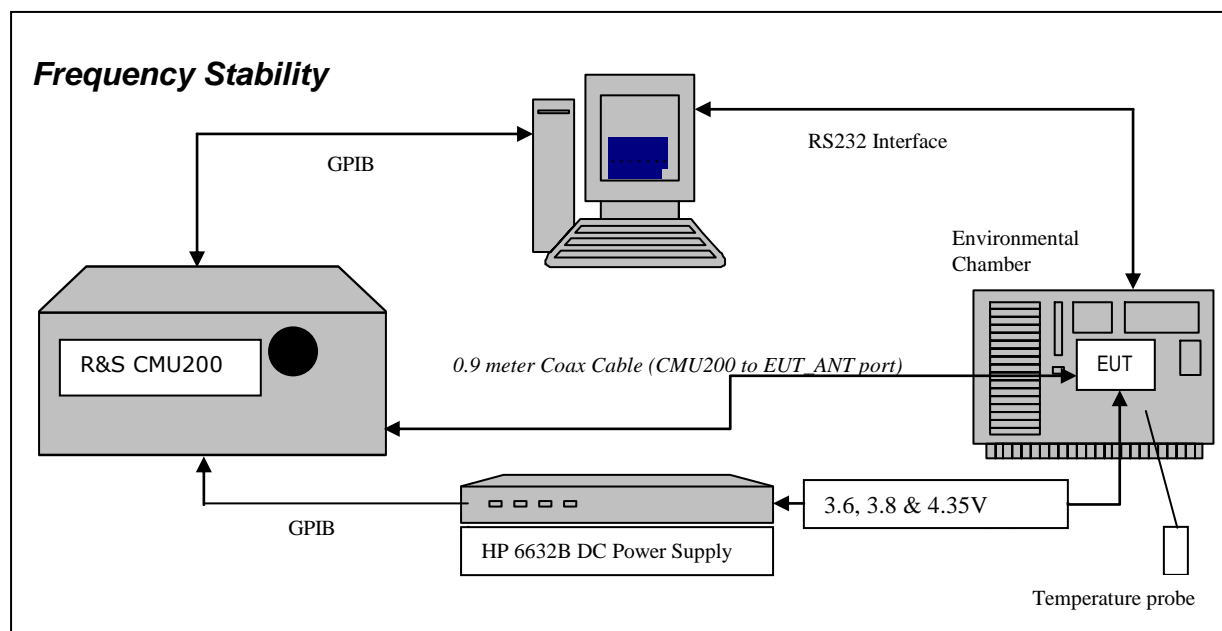 Frequency Stability
GPIB
RS232 Interface
Environmental
Chamber
R&S CMU200
0.9 meter Coax Cable (CMU200 to EUT_ANT port)
EUT
3.6, 3.8 & 4.35V
GPIB
HP 6632B DC Power Supply
Temperature probe